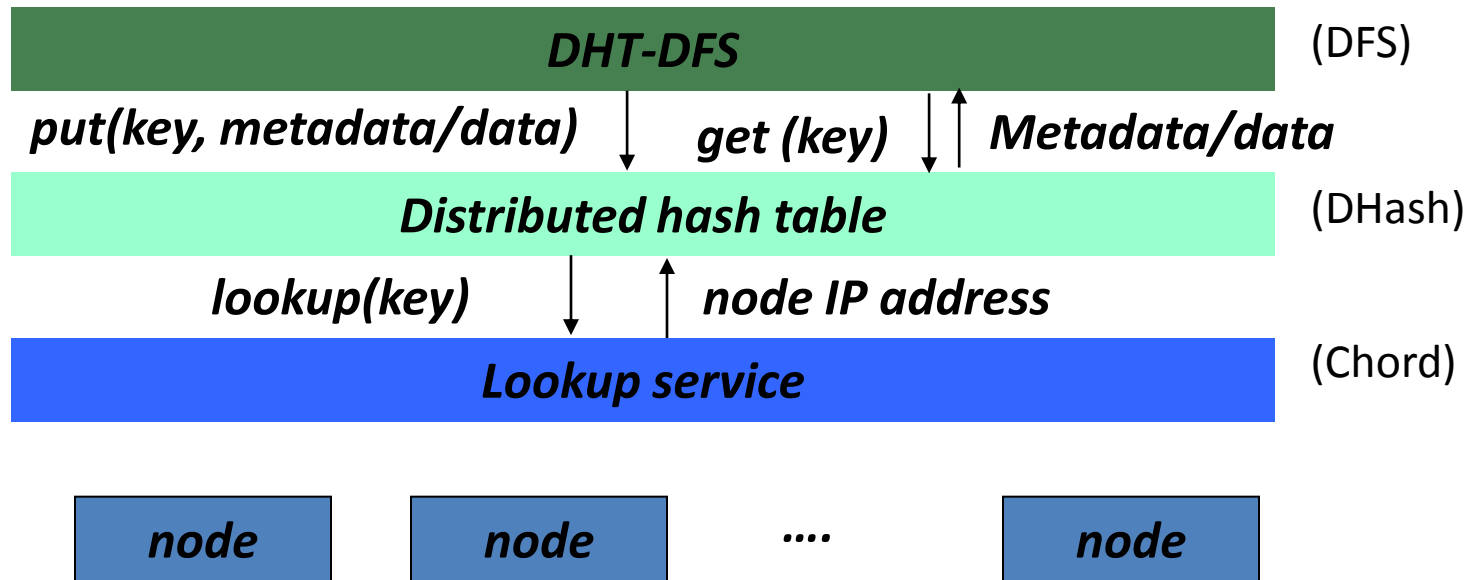 DHT-DFS
(DFS)
put(key, metadata/data)
get (key)
Metadata/data
Distributed hash table
(DHash)
lookup(key)
node IP address
Lookup service
(Chord)
node
node
....
node